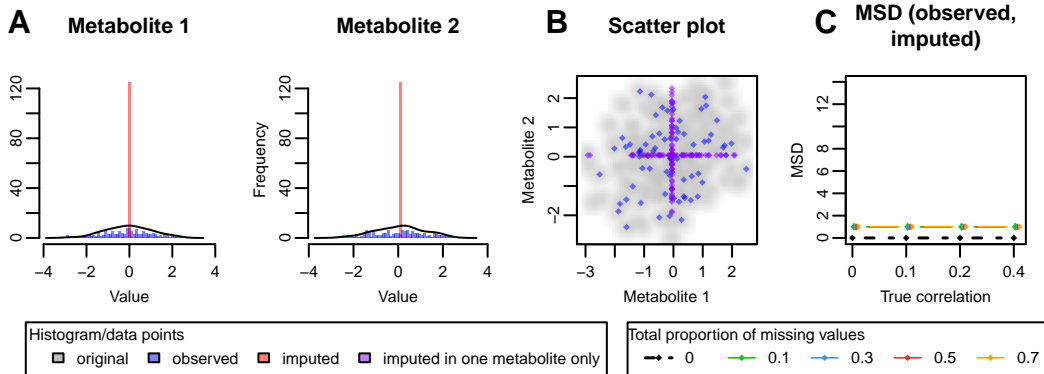 A
Metabolite 1
Metabolite 2
B
Scatter plot
C
MSD (observed,
imputed)
120
80
40
0
−4
−2
0
2
4
Value
Frequency
120
80
40
0
−4
−2
0
2
4
Value
Metabolite 2
2
1
0
−2
−3
−1
0
1
2
Metabolite 1
MSD
12
8
6
4
2
0
0
0.1
0.2
0.4
True correlation
Histogram/data points
original
observed
imputed
imputed in one metabolite only
Total proportion of missing values
0
0.1
0.3
0.5
0.7